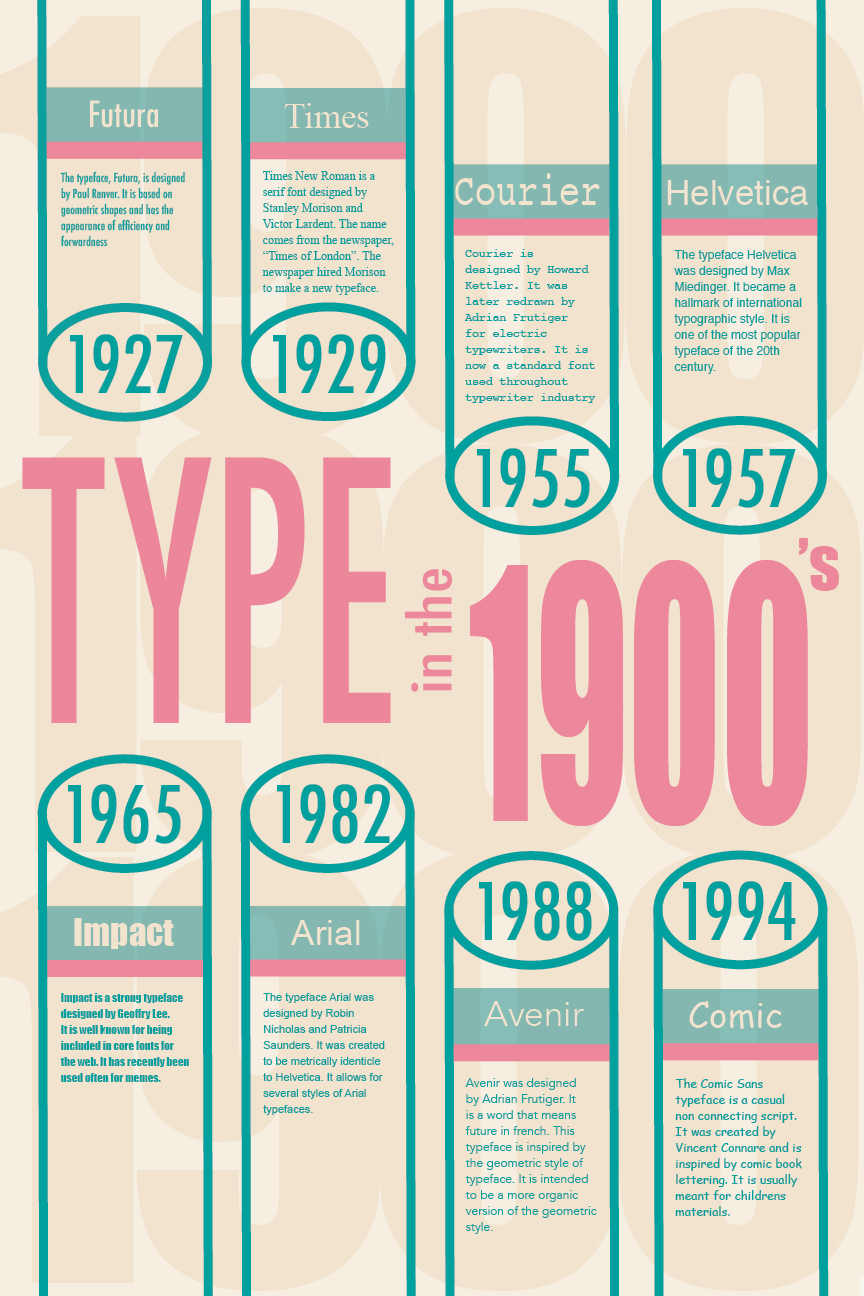 Futura
The typeface, Futura, is designed
by Paul Renver. It is based on
geometric shapes and has the
appearance of efficiency and
forwardness
1927
Times
Times New Roman is a
serif font designed by
Stanley Morison and
Victor Lardent. The name
comes from the newspaper,
“Times of London”. The
newspaper hired Morison
to make a new typeface.
1929
Courier
Courier is
designed by Howard
Kettler. It was
later redrawn by
Adrian Frutiger
for electric
typewriters. It is
now a standard font
used throughout
typewriter industry
1955
Helvetica
The typeface Helvetica
was designed by Max
Miedinger. It became a
hallmark of international
typographic style. It is
one of the most popular
typeface of the 20th
century.
1957
TYPE
in the
1900's
1965
Impact
Impact is a strong typeface
designed by Geoffry Lee.
It is well known for being
included in core fonts for
the web. It has recently been
used often for memes.
1982
Arial
The typeface Arial was
designed by Robin
Nicholas and Patricia
Saunders. It was created
to be metrically identicle
to Helvetica. It allows for
several styles of Arial
typefaces.
1988
Avenir
Avenir was designed
by Adrian Frutiger. It
is a word that means
future in french. This
typeface is inspired by
the geometric style of
typeface. It is intended
to be a more organic
version of the geometric
style.
1994
Comic
The Comic Sans
typeface is a casual
non connecting script.
It was created by
Vincent Connare and is
inspired by comic book
lettering. It is usually
meant for childrens
materials.
1900
1900
1900